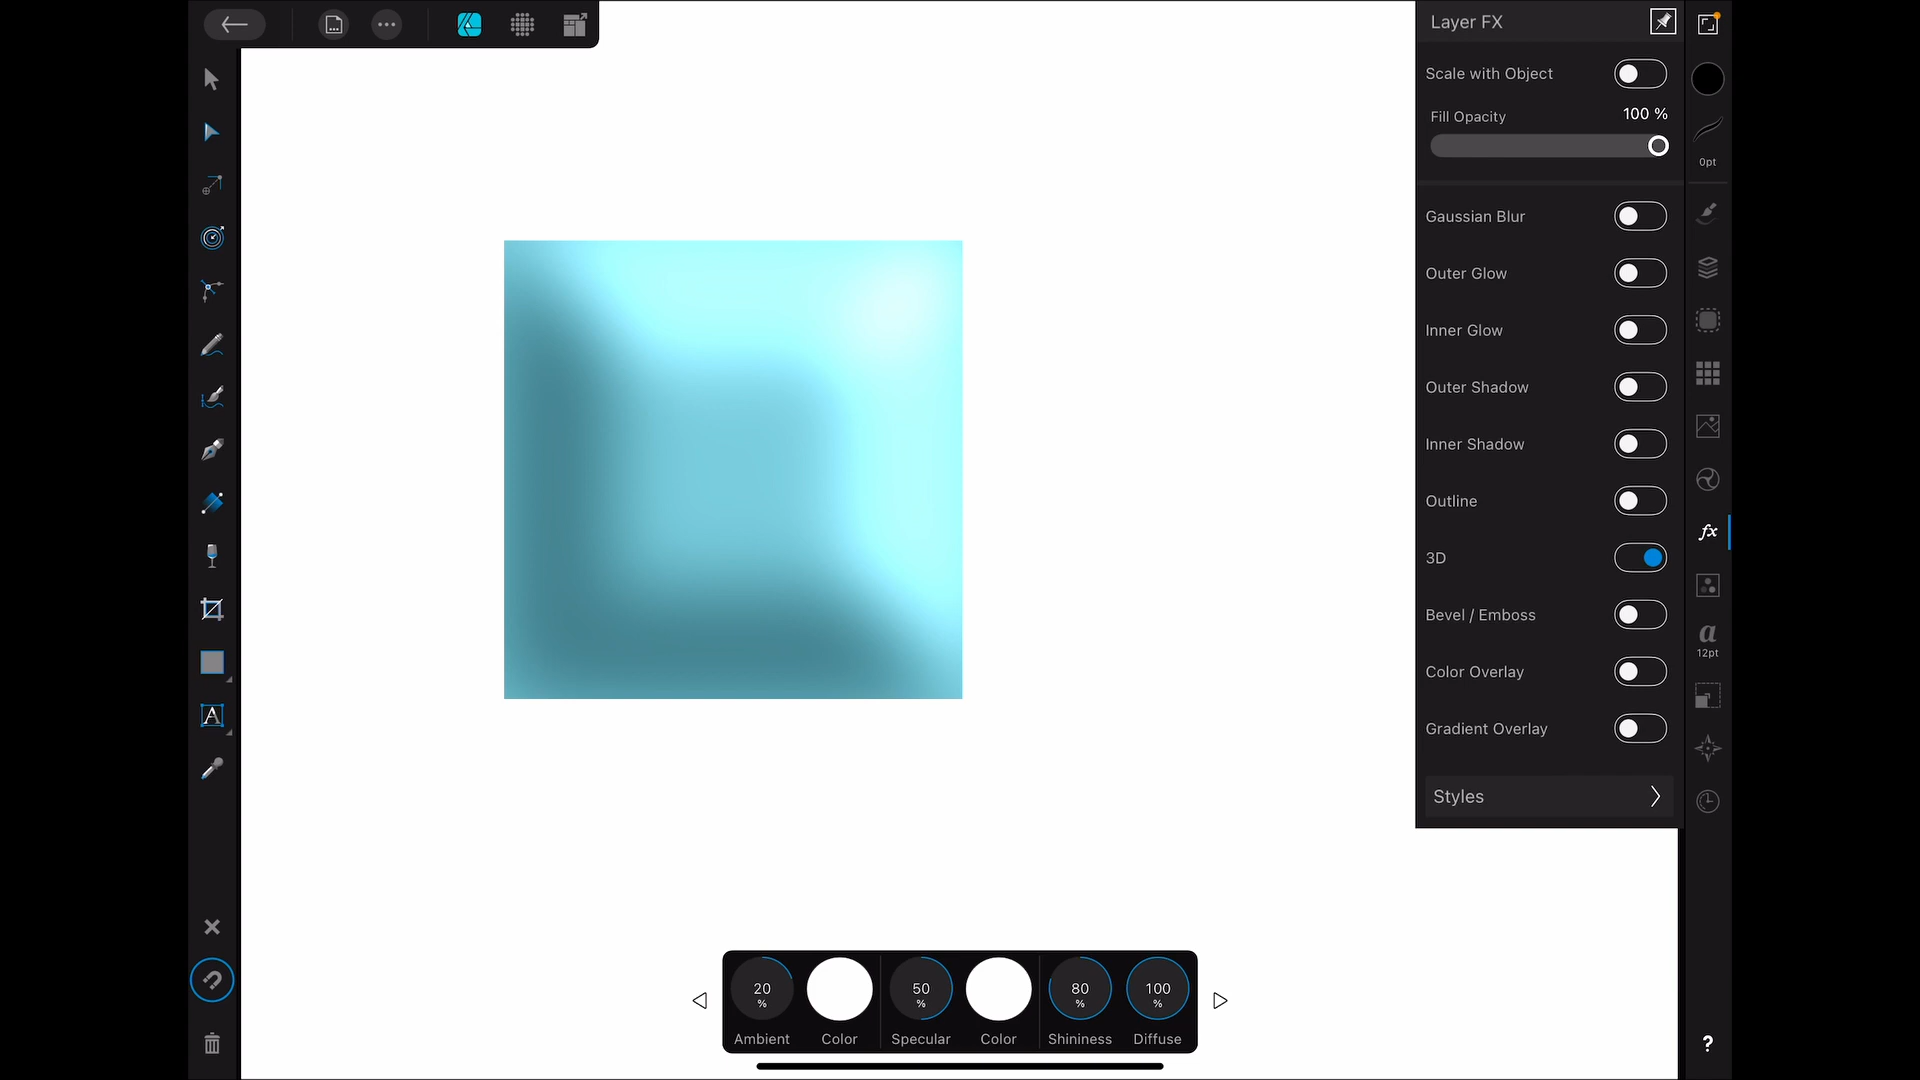 Layer FX
Scale with Object
Fill Opacity 100 %
0pt
Gaussian Blur
Outer Glow
Inner Glow
Outer Shadow
Inner Shadow
Outline
fx
3D
Bevel / Emboss
a
12pt
Color Overlay
A
Gradient Overlay
Styles
20 % 50 % 80 % 100 %
Ambient Color Specular Color Shininess Diffuse
?